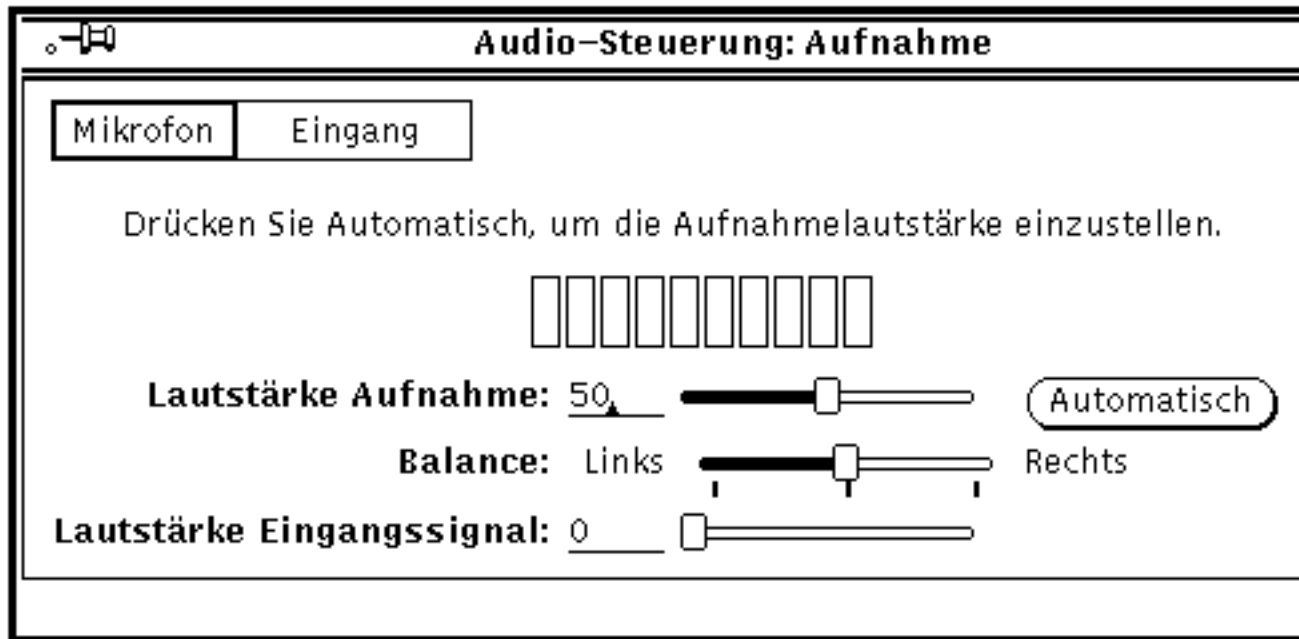 Audio-Steuerung: Aufnahme
Mikrofon Eingang
Drücken Sie Automatisch, um die Aufnahmelautstärke einzustellen.
Lautstärke Aufnahme: 50 Automatisch
Balance: Links Rechts
Lautstärke Eingangssignal: 0